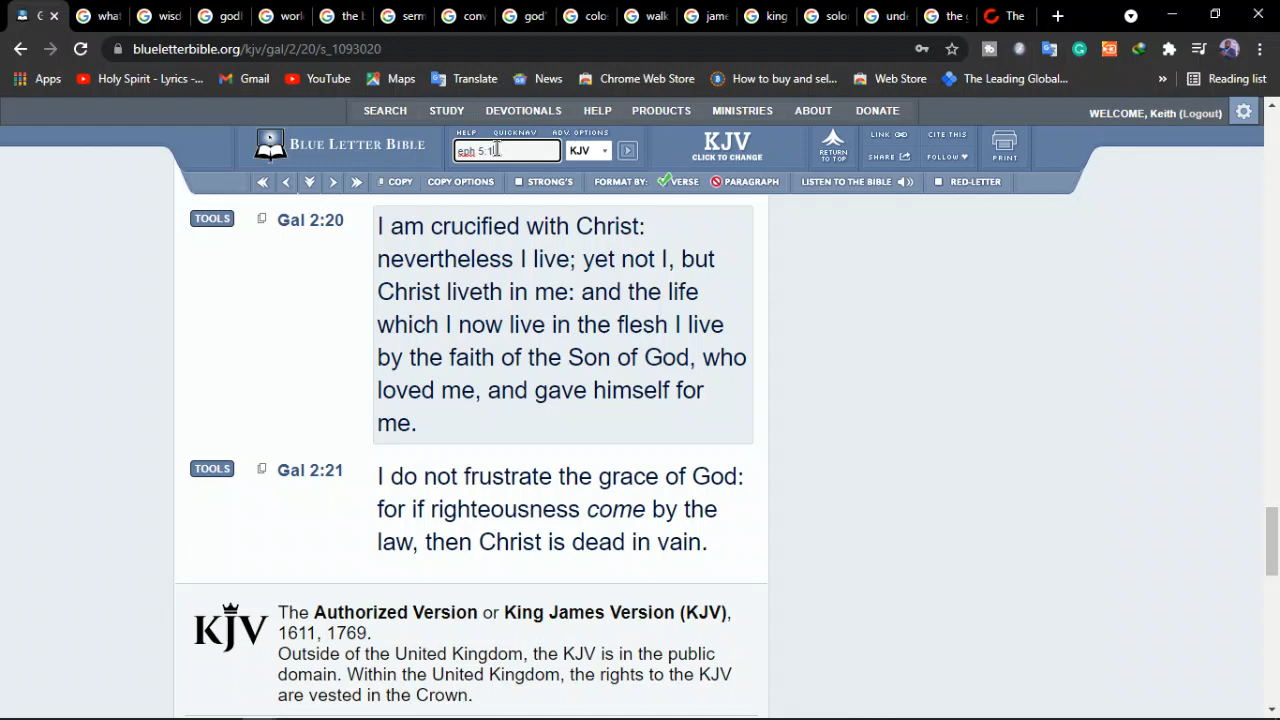 G
what
wisd
godl
work
the b
serm
conv
god'
colo
walk
jame
king
solo
unde
the g
The
blueletterbible.org/kjv/gal/2/20/s_1093020
Apps
Holy Spirit - Lyrics -...
Gmail
YouTube
Maps
Translate
News
Chrome Web Store
How to buy and sel...
Web Store
The Leading Global...
»
Reading list
SEARCH STUDY DEVOTIONALS HELP PRODUCTS MINISTRIES ABOUT DONATE
WELCOME, Keith (Logout)
BLUE LETTER BIBLE
HELP QUICKNAV ADV. OPTIONS
eph 5:1
KJV
KJV
CLICK TO CHANGE
RETURN
TO TOP
LINK
CITE THIS
SHARE
FOLLOW
PRINT
COPY COPY OPTIONS STRONG'S FORMAT BY: VERSE PARAGRAPH LISTEN TO THE BIBLE RED-LETTER
TOOLS Gal 2:20 I am crucified with Christ:
nevertheless I live; yet not I, but
Christ liveth in me: and the life
which I now live in the flesh I live
by the faith of the Son of God, who
loved me, and gave himself for
me.
TOOLS Gal 2:21 I do not frustrate the grace of God:
for if righteousness come by the
law, then Christ is dead in vain.
KJV
The Authorized Version or King James Version (KJV),
1611, 1769.
Outside of the United Kingdom, the KJV is in the public
domain. Within the United Kingdom, the rights to the KJV
are vested in the Crown.